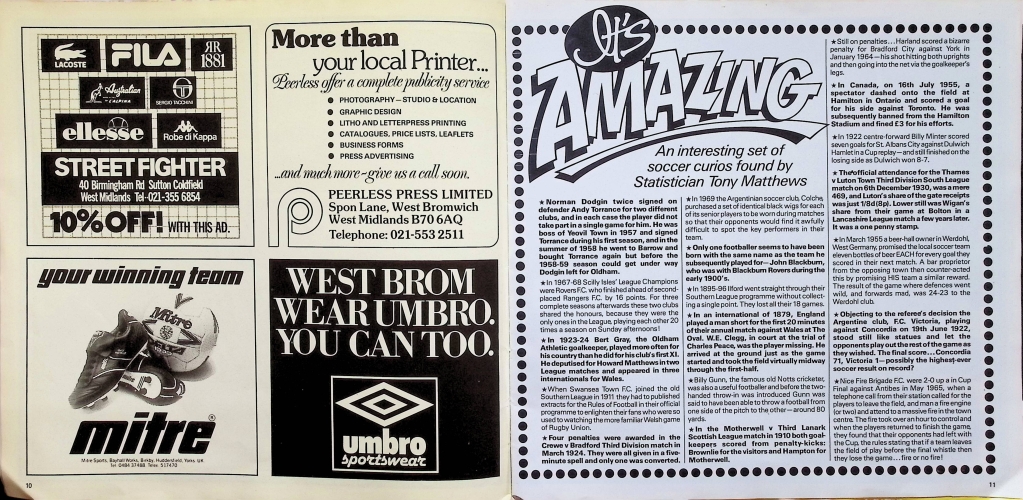 LACOSTE
FILA
RR
1881
Australian
L'ALPINA
SERGIO TACCHINI
ellesse
Robe di Kappa
STREET FIGHTER
40 Birmingham Rd Sutton Coldfield
West Midlands Tel-021-355 6854
10% OFF! WITH THIS AD.
More than
your local Printer...
Peerless offer a complete publicity service
● PHOTOGRAPHY—STUDIO & LOCATION
● GRAPHIC DESIGN
● LITHO AND LETTERPRESS PRINTING
● CATALOGUES, PRICE LISTS, LEAFLETS
● BUSINESS FORMS
● PRESS ADVERTISING
...and much more-give us a call soon.
PEERLESS PRESS LIMITED
Spon Lane, West Bromwich
West Midlands B70 6AQ
Telephone: 021-553 2511
your winning team
Mitre
mitre®
Mitre Sports, Bayhall Works, Birkby, Huddersfield, Yorks. UK.
Tel: 0484 37488 Telex: 517470
WEST BROM
WEAR UMBRO.
YOU CAN TOO.
umbro
sportswear
10
It's
AMAZING
An interesting set of
soccer curios found by
Statistician Tony Matthews
★Norman Dodgin twice signed on
defender Andy Torrance for two different
clubs, and in each case the player did not
take part in a single game for him. He was
boss of Yeovil Town in 1957 and signed
Torrance during his first season, and in the
summer of 1958 he went to Barrow and
bought Torrance again but before the
1958-59 season could get under way
Dodgin left for Oldham.
★In 1967-68 Scilly Isles' League Champions
were Rovers F.C. who finished ahead of second-
placed Rangers F.C. by 16 points. For three
complete seasons afterwards these two clubs
shared the honours, because they were the
only ones in the League, playing each other 20
times a season on Sunday afternoons!
★In 1923-24 Bert Gray, the Oldham
Athletic goalkeeper, played more often for
his country than he did for his club's first XI.
He deputised for Howard Matthews in two
League matches and appeared in three
internationals for Wales.
★When Swansea Town F.C. joined the old
Southern League in 1911 they had to published
extracts for the Rules of Football in their official
programme to enlighten their fans who were so
used to watching the more familiar Welsh game
of Rugby Union.
★Four penalties were awarded in the
Crewe v Bradford Third Division match in
March 1924. They were all given in a five-
minute spell and only one was converted.
★In 1969 the Argentinian soccer club, Colche,
purchased a set of identical black wigs for each
of its senior players to be worn during matches
so that their opponents would find it awfully
difficult to spot the key performers in their
team.
★Only one footballer seems to have been
born with the same name as the team he
subsequently played for—John Blackburn,
who was with Blackburn Rovers during the
early 1900's.
★In 1895-96 Ilford went straight through their
Southern League programme without collect-
ing a single point. They lost all their 18 games.
★In an international of 1879, England
played a man short for the first 20 minutes
of their annual match against Wales at The
Oval. W.E. Clegg, in court at the trial of
Charles Peace, was the player missing. He
arrived at the ground just as the game
started and took the field virtually midway
through the first-half.
★Billy Gunn, the famous old Notts cricketer,
was also a useful footballer and before the two-
handed throw-in was introduced Gunn was
said to have been able to throw a football from
one side of the pitch to the other—around 80
yards.
★In the Motherwell v Third Lanark
Scottish League match in 1910 both goal-
keepers scored from penalty-kicks:
Brownlie for the visitors and Hampton for
Motherwell.
★Still on penalties...Harland scored a bizarre
penalty for Bradford City against York in
January 1964—his shot hitting both uprights
and then going into the net via the goalkeeper's
legs.
★In Canada, on 16th July 1955, a
spectator dashed onto the field at
Hamilton in Ontario and scored a goal
for his side against Toronto. He was
subsequently banned from the Hamilton
Stadium and fined £3 for his efforts.
★In 1922 centre-forward Billy Minter scored
seven goals for St. Albans City against Dulwich
Hamlet in a Cup replay—and still finished on the
losing side as Dulwich won 8-7.
★The official attendance for the Thames
v Luton Town Third Division South League
match on 6th December 1930, was a mere
469, and Luton's share of the gate receipts
was just 1/8d (8p). Lower still was Wigan's
share from their game at Bolton in a
Lancashire League match a few years later.
It was a one penny stamp.
★In March 1955 a beer-hall owner in Werdohl,
West Germany, promised the local soccer team
eleven bottles of beer EACH for every goal they
scored in their next match. A bar proprietor
from the opposing town then counter-acted
this by promising HIS team a similar reward.
The result of the game where defences went
wild, and forwards mad, was 24-23 to the
Werdohl club.
★Objecting to the referee's decision the
Argentine club, F.C. Victoria, playing
against Concordia on 19th June 1922,
stood still like statues and let the
opponents play out the rest of the game as
they wished. The final score...Concordia
71, Victoria 1—possibly the highest-ever
soccer result on record?
★Nice Fire Brigade F.C. were 2-0 up a in Cup
Final against Antibes in May 1965, when a
telephone call from their station called for the
players to leave the field, and man a fire engine
(or two) and attend to a massive fire in the town
centre. The fire took over an hour to control and
when the players returned to finish the game,
they found that their opponents had left with
the Cup, the rules stating that if a team leaves
the field of play before the final whistle then
they lose the game...fire or no fire!
11